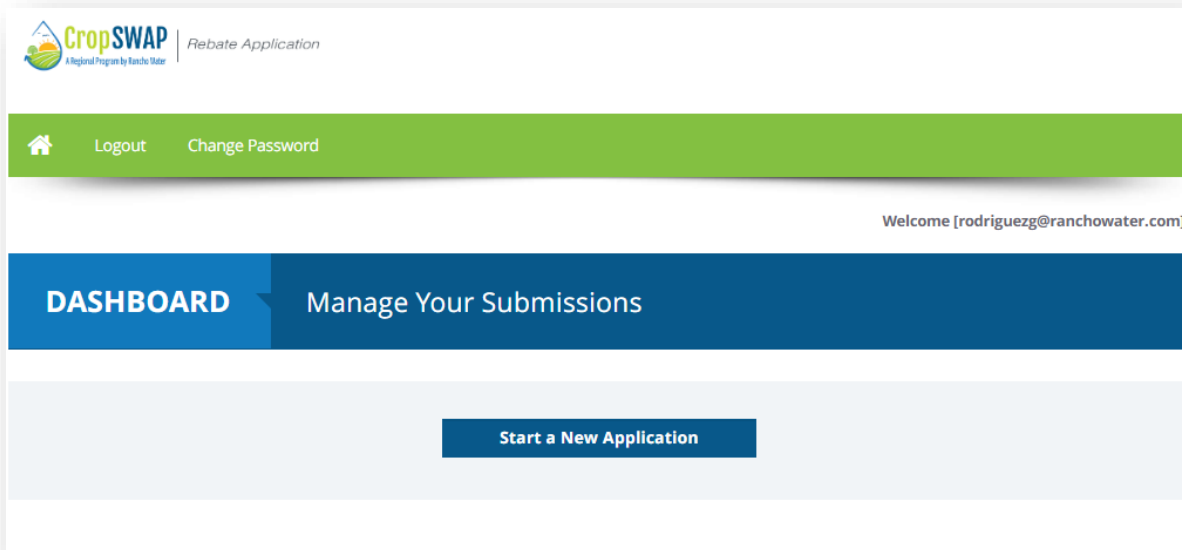 CropSWAP
A Regional Program by Rancho Water
Rebate Application
Logout Change Password
Welcome [rodriguezg@ranchowater.com]
DASHBOARD Manage Your Submissions
Start a New Application